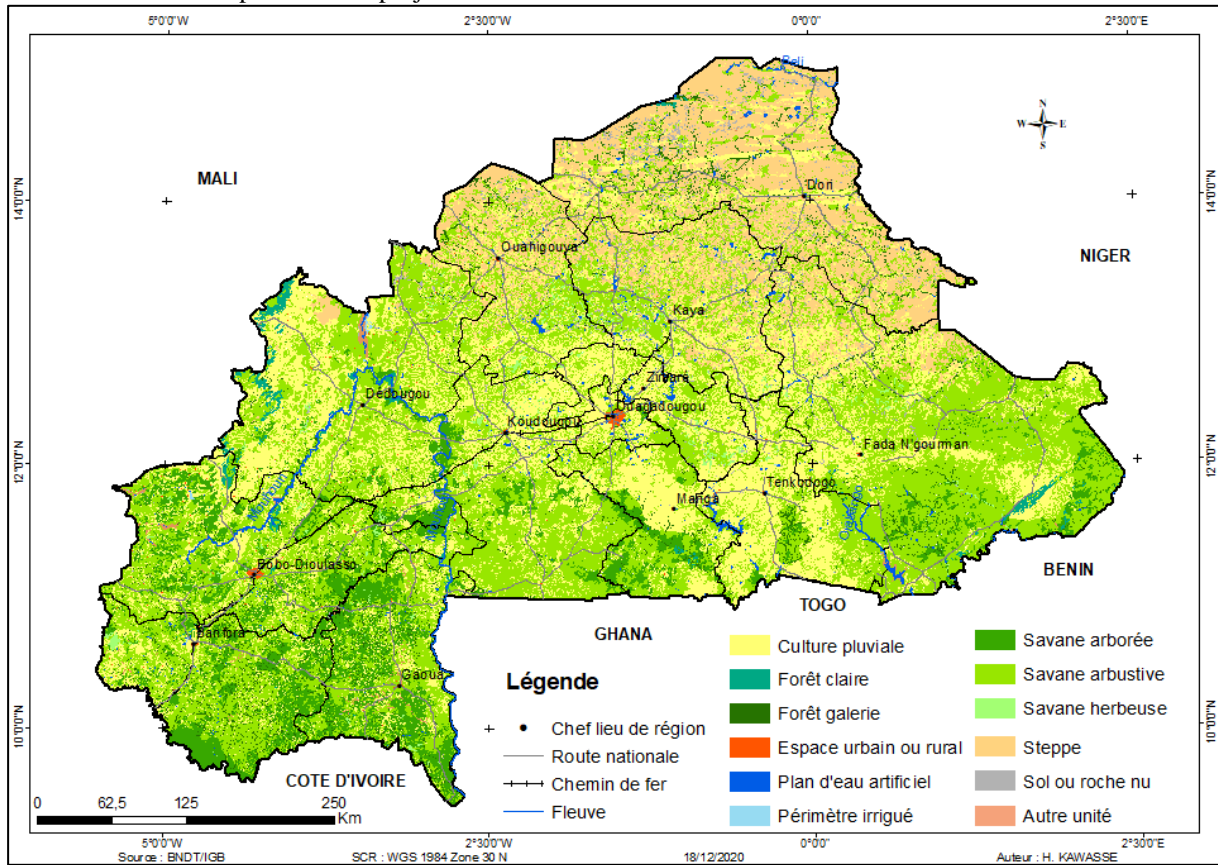 5°0'0"W 2°30'0"W 0°0'0" 2°30'0"E
Beli
N
W E
S
MALI
14°0'0"N
14°0'0"N
Dori
Ouahigouya
NIGER
Kaya
Ziniaré
Dédougou
Ouagadougou
Koudougou
Fada N'gourman
12°0'0"N
12°0'0"N
Tenkodogo
Manga
Bobo-Dioulasso
BENIN
TOGO
GHANA
Banfora
Gaoua
10°0'0"N
10°0'0"N
COTE D'IVOIRE
Légende
Chef lieu de région
Route nationale
Chemin de fer
Fleuve
Culture pluviale
Forêt claire
Forêt galerie
Espace urbain ou rural
Plan d'eau artificiel
Périmètre irrigué
Savane arborée
Savane arbustive
Savane herbeuse
Steppe
Sol ou roche nu
Autre unité
0 62,5 125 250
Km
5°0'0"W 2°30'0"W 0°0'0" 2°30'0"E
Source : BNDT/IGB SCR : WGS 1984 Zone 30 N 18/12/2020 Auteur : H. KAWASSE